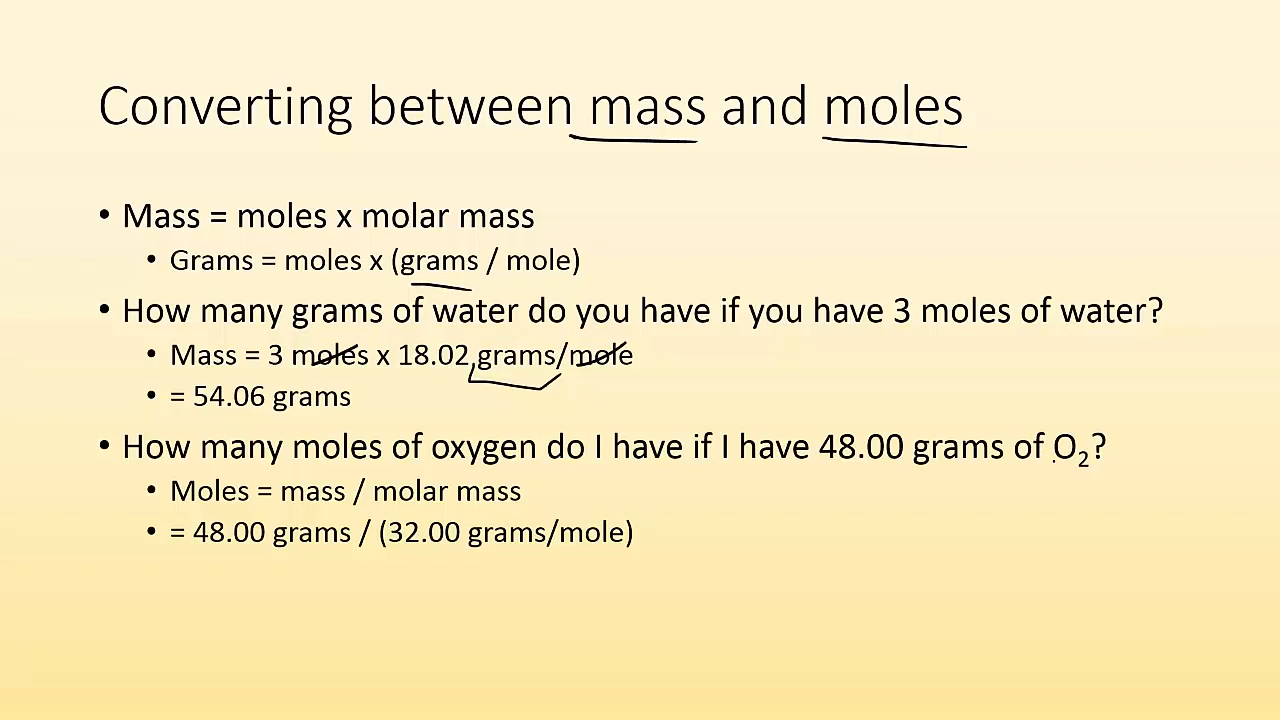 Converting between mass and moles
• Mass = moles x molar mass
• Grams = moles x (grams / mole)
• How many grams of water do you have if you have 3 moles of water?
• Mass = 3 moles x 18.02 grams/mole
• = 54.06 grams
• How many moles of oxygen do I have if I have 48.00 grams of O₂?
• Moles = mass / molar mass
• = 48.00 grams / (32.00 grams/mole)